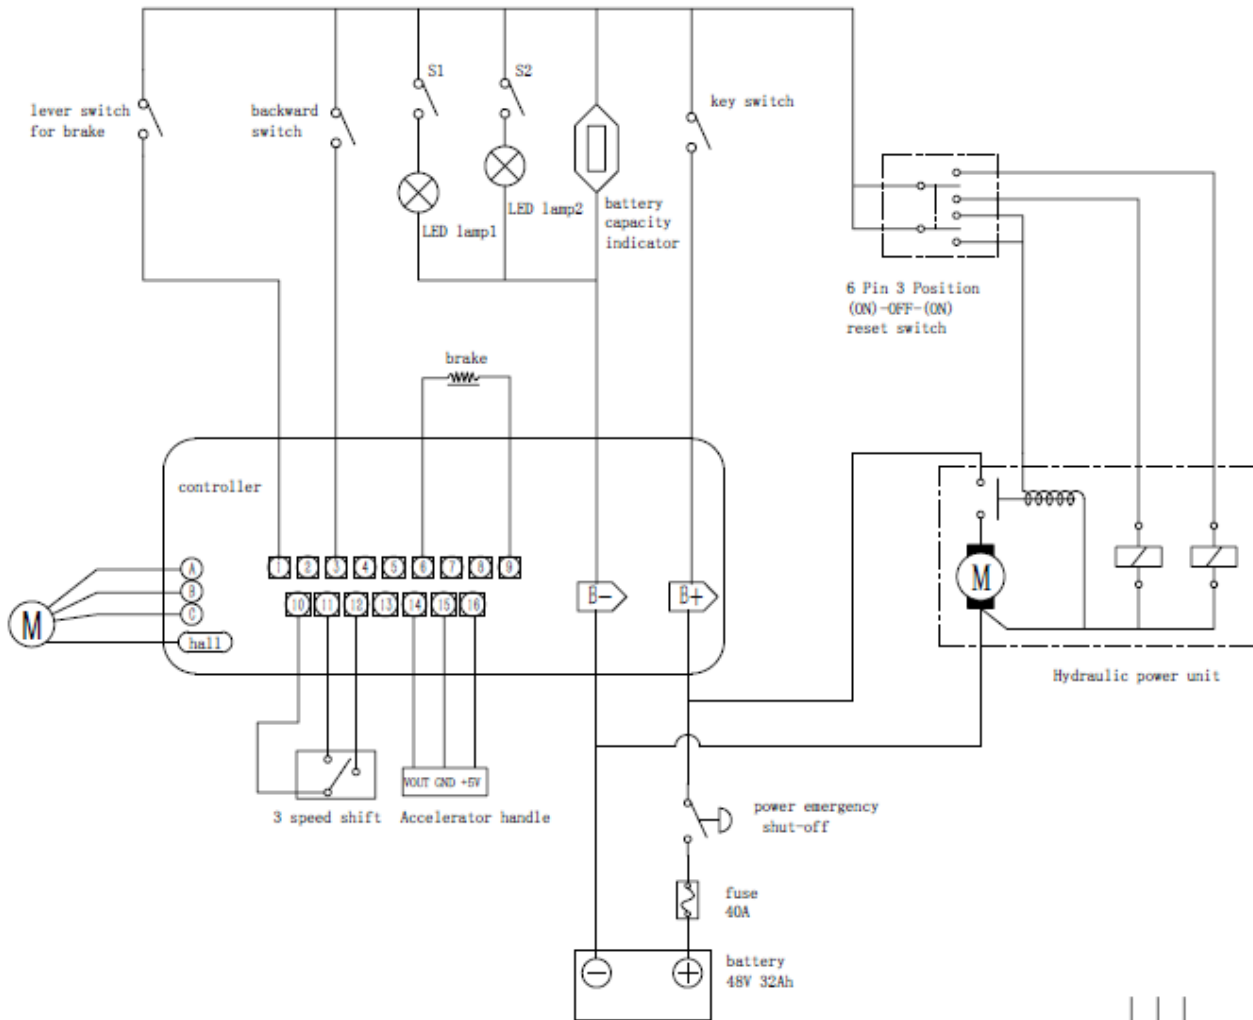 S1
S2
lever switch
for brake
backward
switch
key switch
LED lamp1
LED lamp2
battery
capacity
indicator
6 Pin 3 Position
(ON)-OFF-(ON)
reset switch
brake
controller
1 2 3 4 5 6 7 8 9
10 11 12 13 14 15 16
A
B
C
hall
M
B-
B+
M
Hydraulic power unit
VOUT GND +5V
3 speed shift
Accelerator handle
power emergency
shut-off
fuse
40A
battery
48V 32Ah